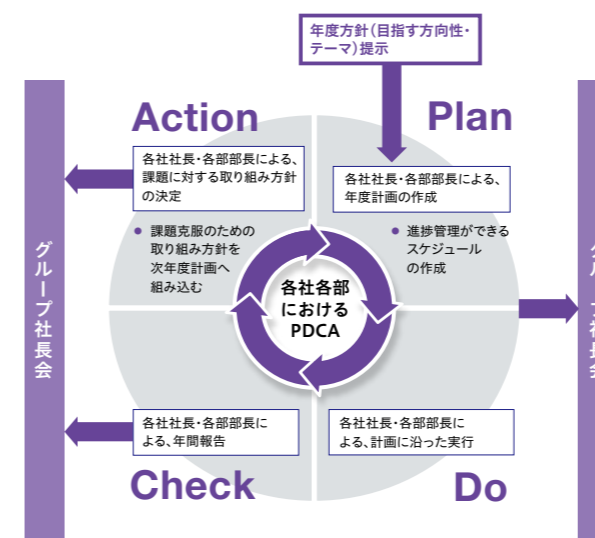 年度方針（目指す方向性・
テーマ）提示
Action
Plan
各社社長・各部部長による、
課題に対する取り組み方針
の決定
各社社長・各部部長による、
年度計画の作成
● 課題克服のための
取り組み方針を
次年度計画へ
組み込む
● 進捗管理ができる
スケジュール
の作成
各社各部
における
PDCA
グループ社長会
グループ社長会
各社社長・各部部長に
よる、年間報告
各社社長・各部部長に
よる、計画に沿った実行
Check
Do